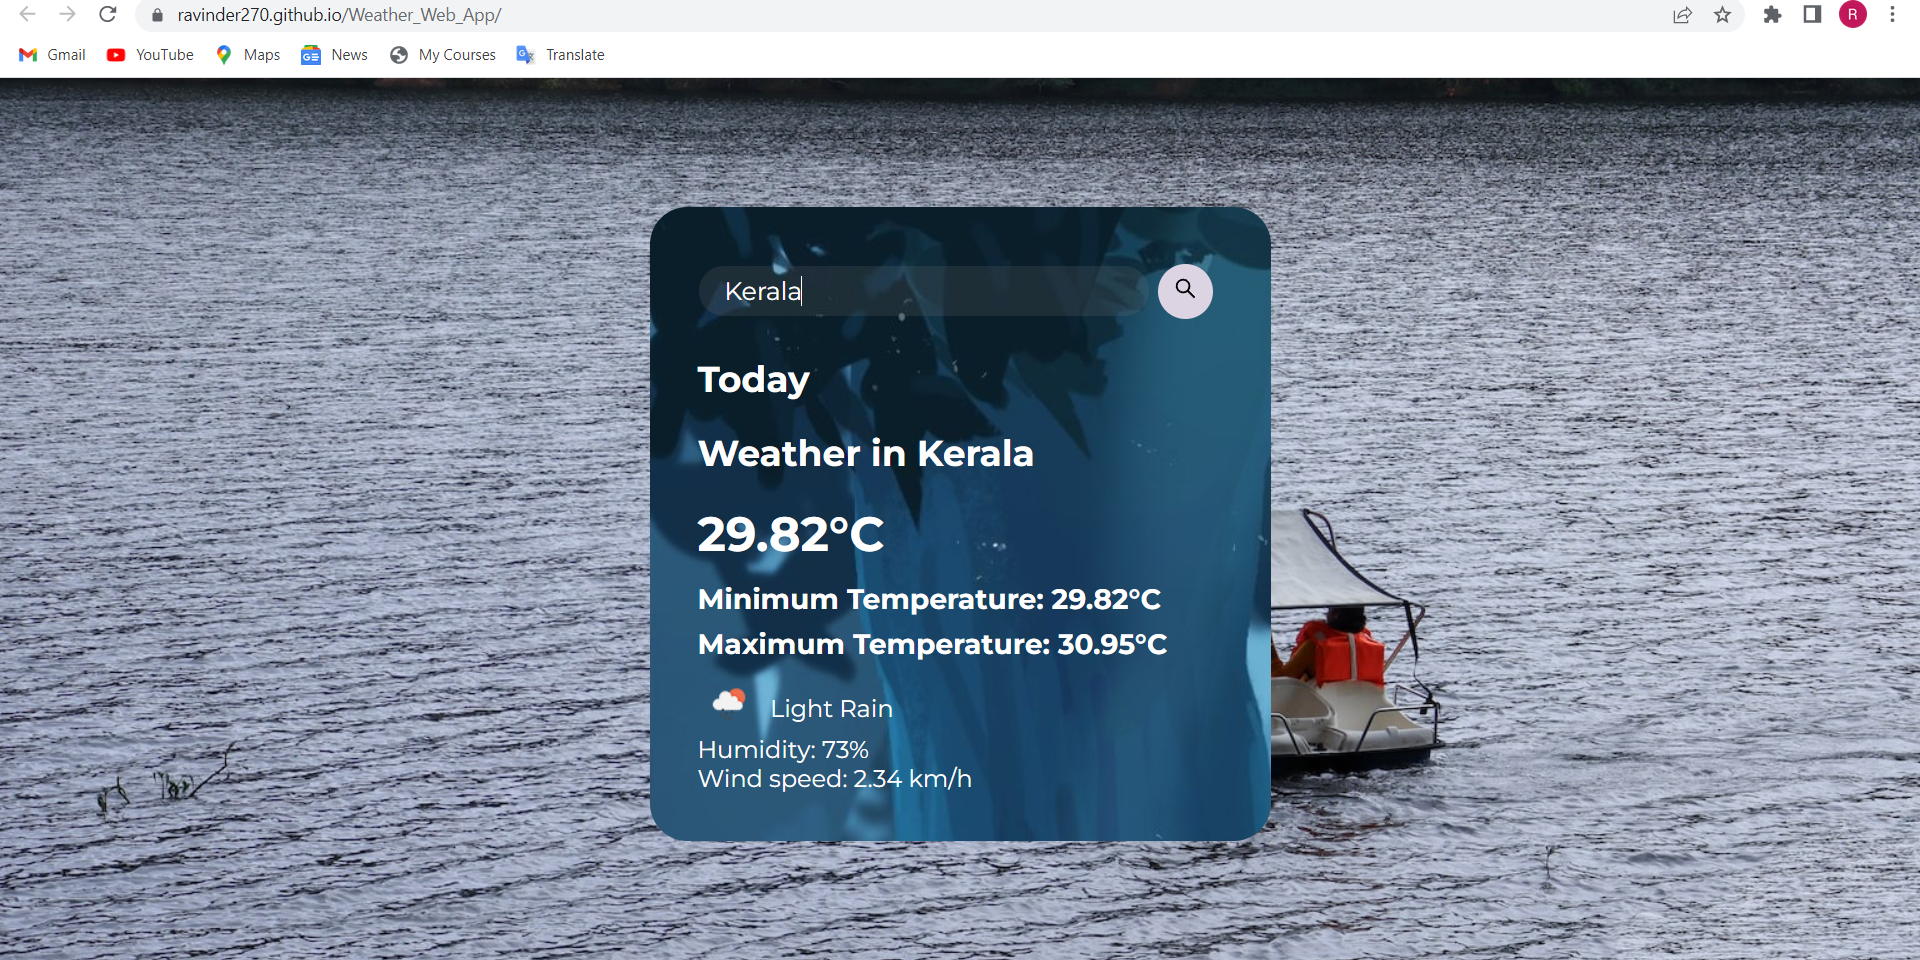 ravinder270.github.io/Weather_Web_App/
R
Gmail YouTube Maps News My Courses Translate
Kerala
Today
Weather in Kerala
29.82°C
Minimum Temperature: 29.82°C
Maximum Temperature: 30.95°C
Light Rain
Humidity: 73%
Wind speed: 2.34 km/h